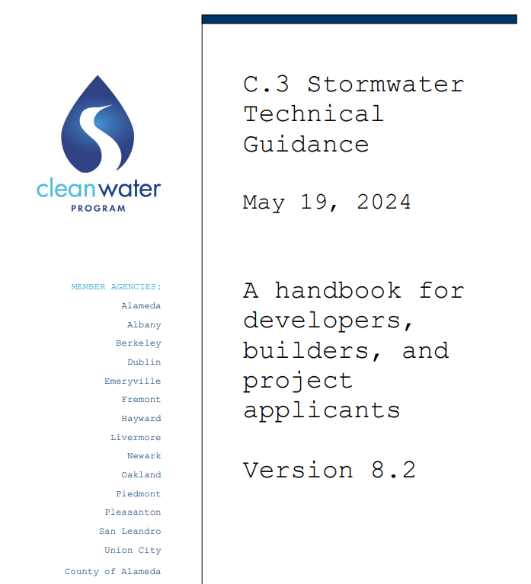 cleanwater
PROGRAM
MEMBER AGENCIES:
Alameda
Albany
Berkeley
Dublin
Emeryville
Fremont
Hayward
Livermore
Newark
Oakland
Piedmont
Pleasanton
San Leandro
Union City
County of Alameda
C.3 Stormwater
Technical
Guidance
May 19, 2024
A handbook for
developers,
builders, and
project
applicants
Version 8.2